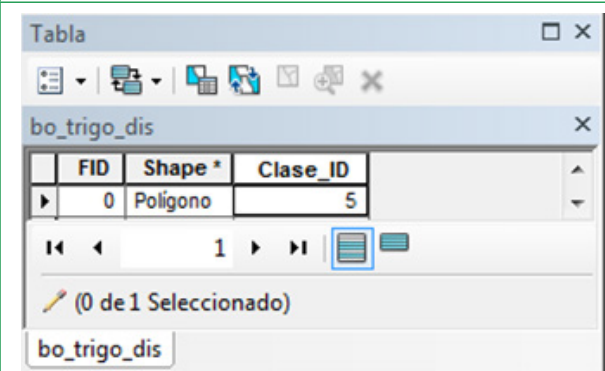 Tabla
bo_trigo_dis
FID Shape * Clase_ID
0 Polígono 5
1
(0 de 1 Seleccionado)
bo_trigo_dis